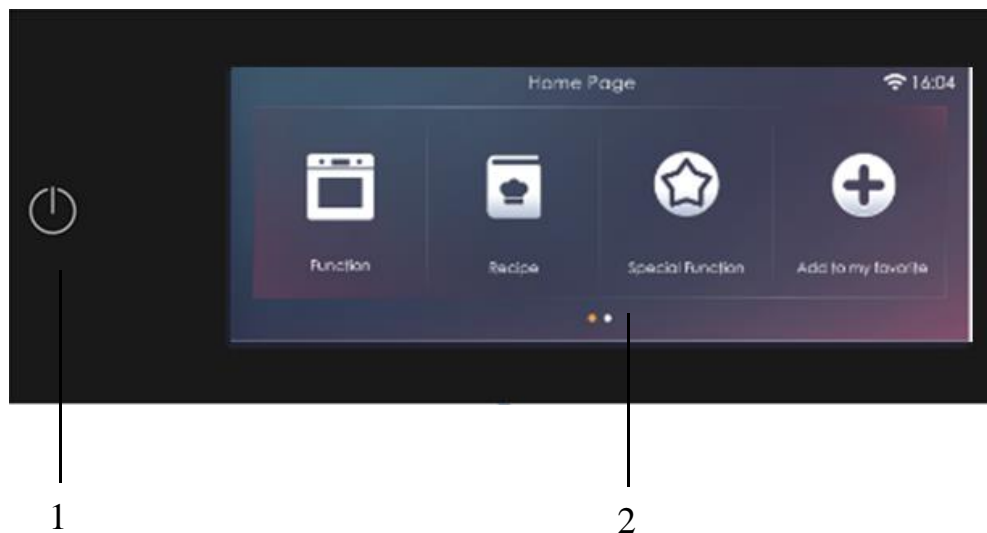 Home Page
16:04
Function
Recipe
Special Function
Add to my favorite
1
2